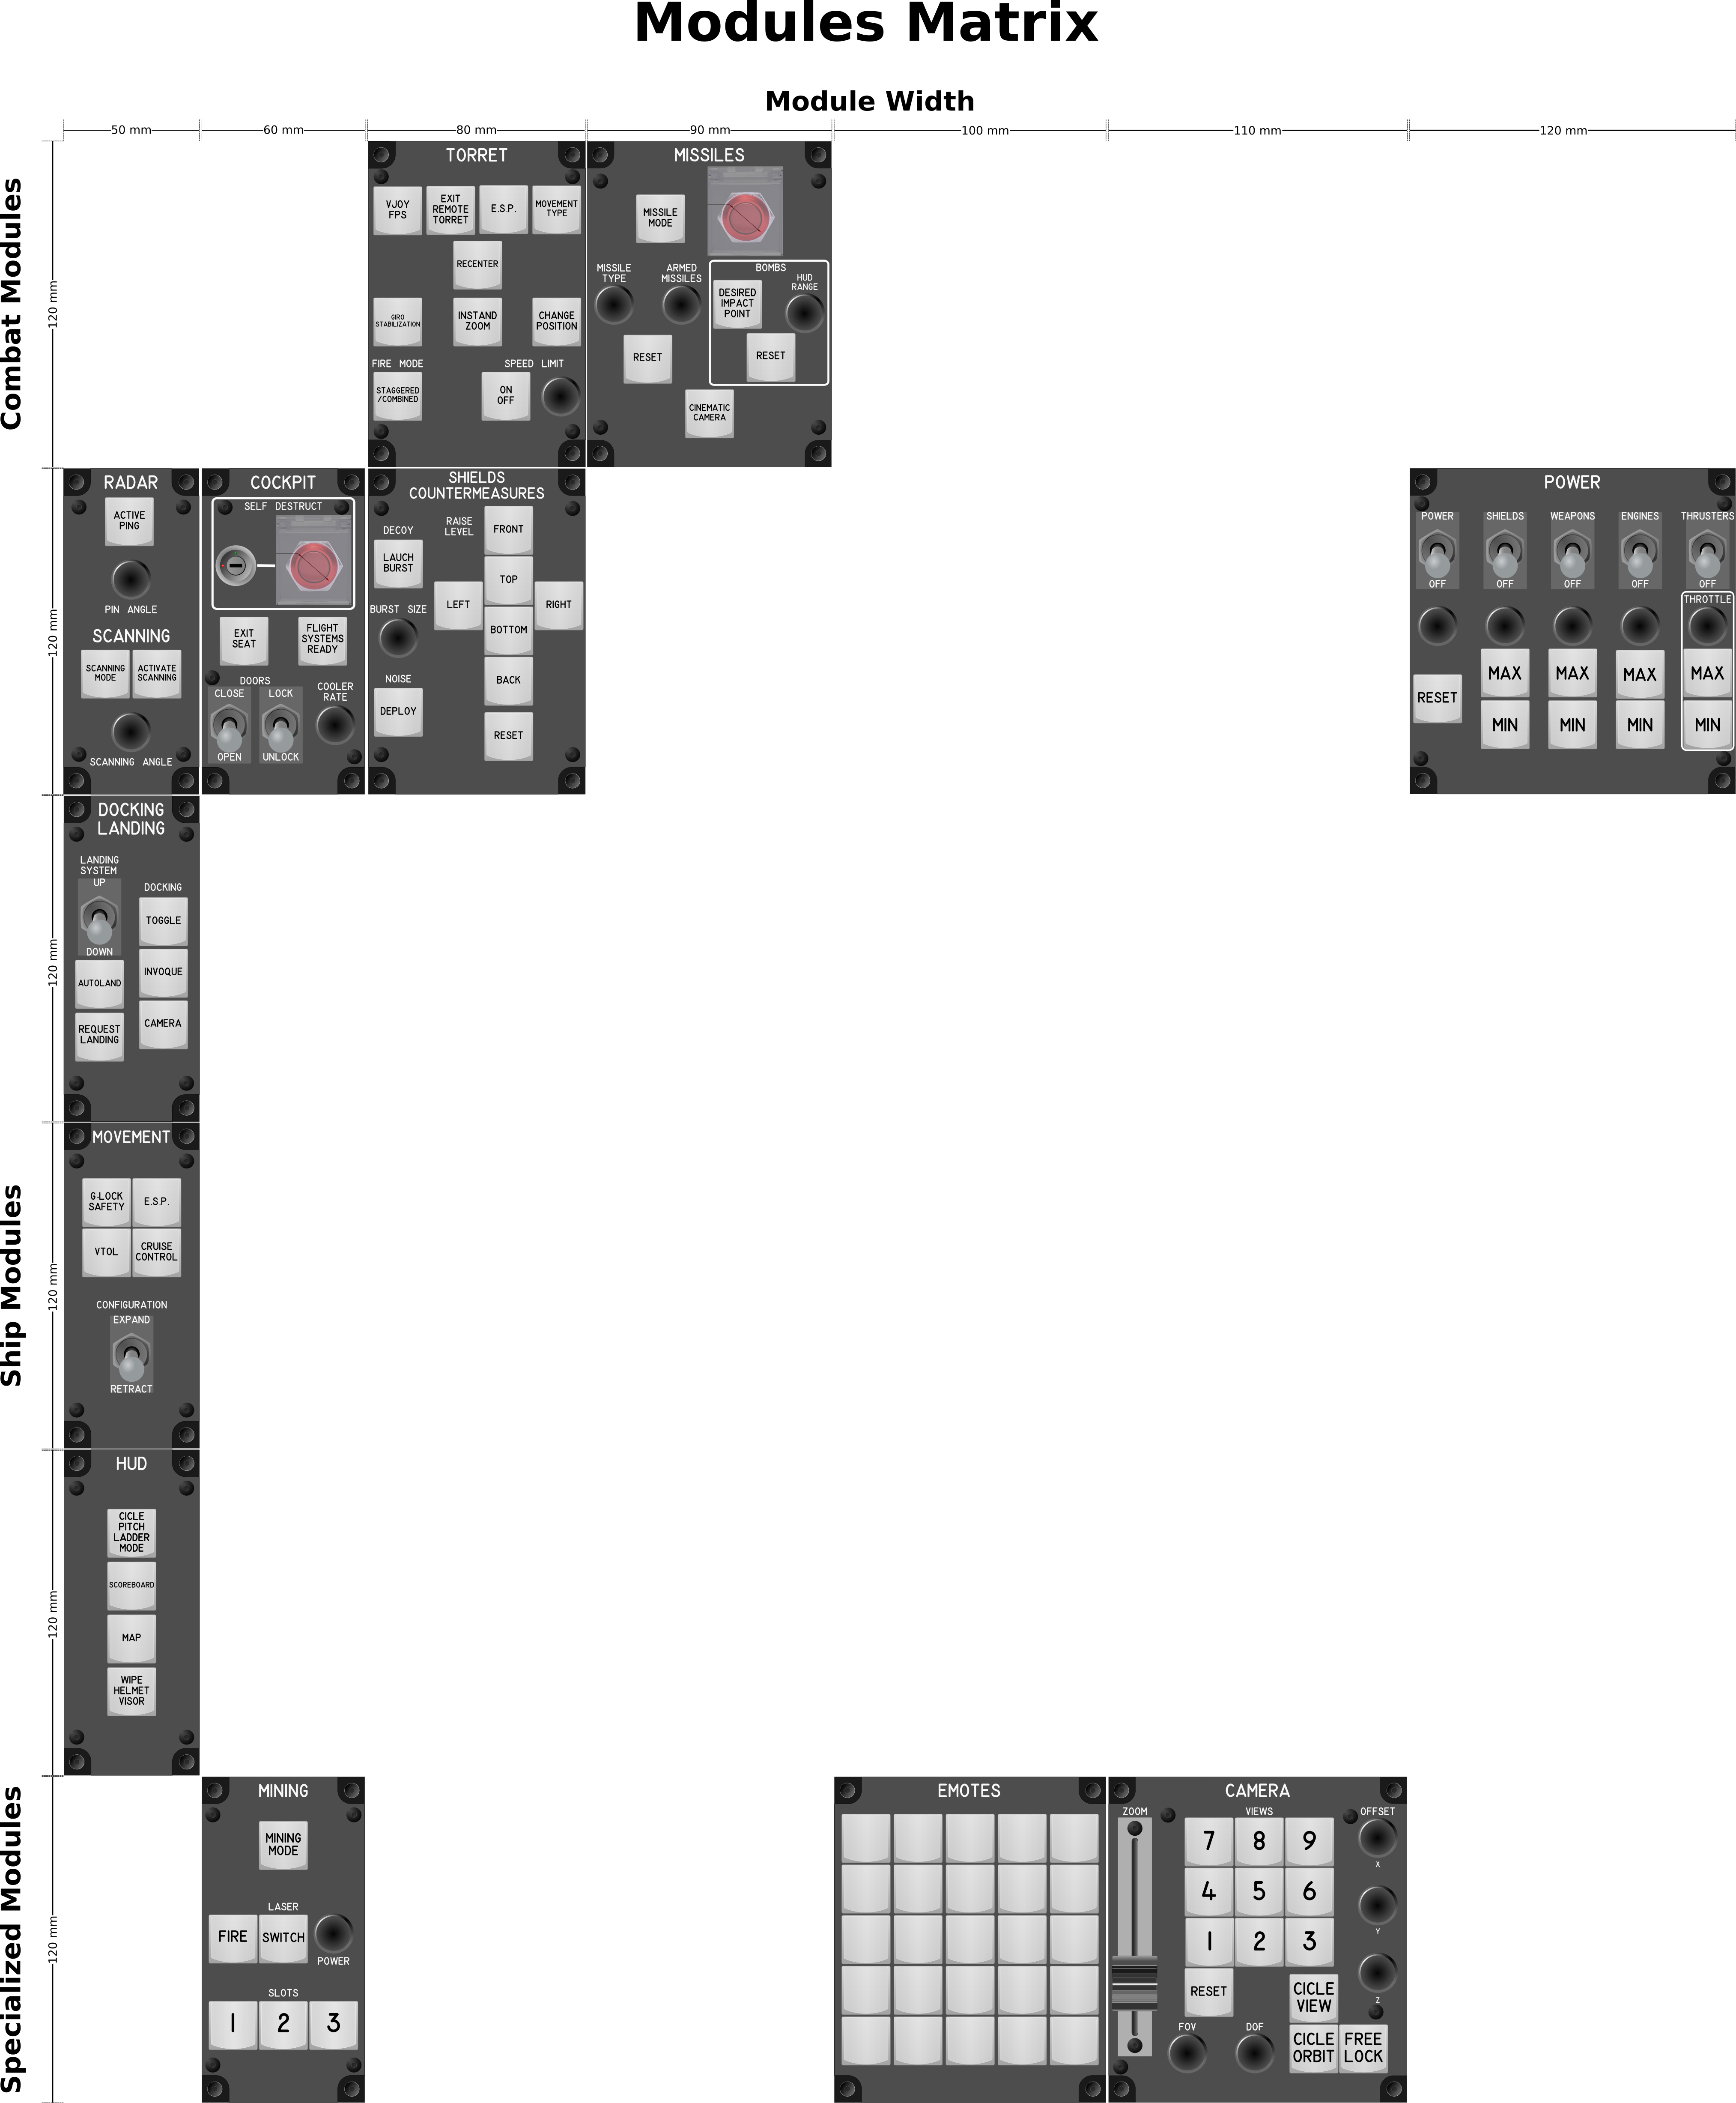 Modules Matrix
Module Width
50 mm
60 mm
80 mm
90 mm
100 mm
110 mm
120 mm
Combat Modules
120 mm
TORRET
VJOY
FPS
EXIT
REMOTE
TORRET
E.S.P.
MOVEMENT
TYPE
RECENTER
GIRO
STABILIZATION
INSTAND
ZOOM
CHANGE
POSITION
FIRE MODE
STAGGERED
/COMBINED
SPEED LIMIT
ON
OFF
MISSILES
MISSILE
MODE
MISSILE
TYPE
ARMED
MISSILES
BOMBS
DESIRED
IMPACT
POINT
HUD
RANGE
RESET
RESET
CINEMATIC
CAMERA
Ship Modules
120 mm
RADAR
ACTIVE
PING
PIN ANGLE
SCANNING
SCANNING
MODE
ACTIVATE
SCANNING
SCANNING ANGLE
COCKPIT
SELF DESTRUCT
EXIT
SEAT
FLIGHT
SYSTEMS
READY
DOORS
CLOSE
LOCK
COOLER
RATE
OPEN
UNLOCK
SHIELDS
COUNTERMEASURES
DECOY
LAUCH
BURST
RAISE
LEVEL
FRONT
TOP
LEFT
RIGHT
BURST SIZE
BOTTOM
NOISE
DEPLOY
BACK
RESET
POWER
POWER
SHIELDS
WEAPONS
ENGINES
THRUSTERS
OFF
OFF
OFF
OFF
OFF
THROTTLE
RESET
MAX
MAX
MAX
MAX
MIN
MIN
MIN
MIN
120 mm
DOCKING
LANDING
LANDING
SYSTEM
UP
DOWN
DOCKING
TOGGLE
INVOQUE
CAMERA
AUTOLAND
REQUEST
LANDING
120 mm
MOVEMENT
G-LOCK
SAFETY
E.S.P.
VTOL
CRUISE
CONTROL
CONFIGURATION
EXPAND
RETRACT
120 mm
HUD
CICLE
PITCH
LADDER
MODE
SCOREBOARD
MAP
WIPE
HELMET
VISOR
Specialized Modules
120 mm
MINING
MINING
MODE
LASER
FIRE
SWITCH
POWER
SLOTS
1
2
3
EMOTES
CAMERA
ZOOM
VIEWS
OFFSET
7
8
9
X
4
5
6
Y
1
2
3
Z
RESET
CICLE
VIEW
FOV
DOF
CICLE
ORBIT
FREE
LOCK